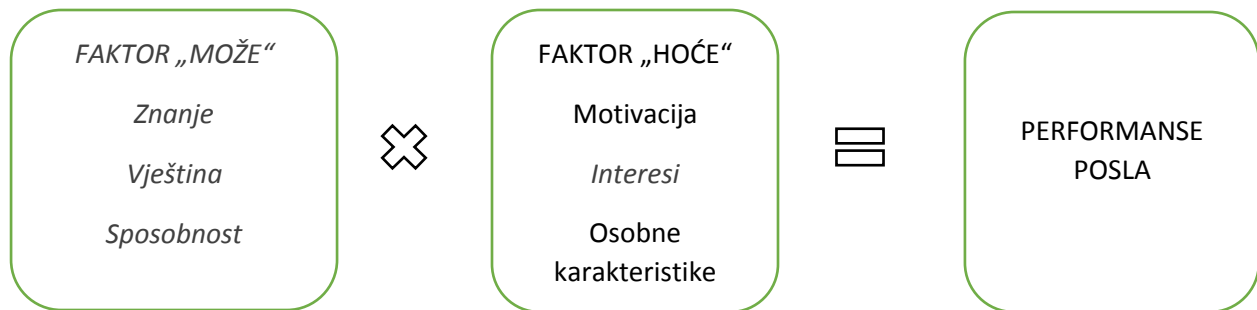 FAKTOR „MOŽE“
Znanje
Vještina
Sposobnost
FAKTOR „HOĆE“
Motivacija
Interesi
Osobne
karakteristike
PERFORMANSE
POSLA